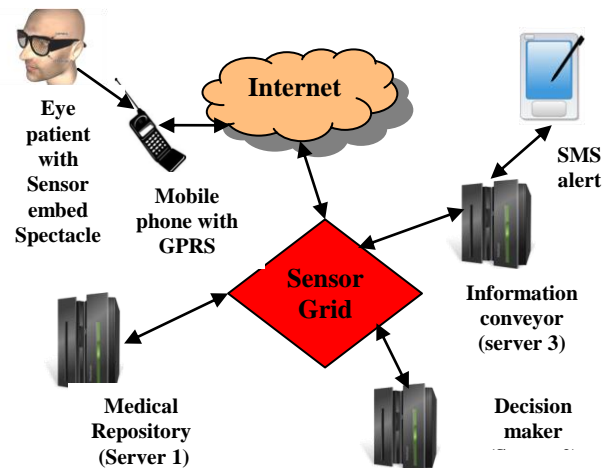 Internet
Eye
patient
with
Sensor
embed
Spectacle
Mobile
phone with
GPRS
SMS
alert
Sensor
Grid
Information
conveyor
(server 3)
Medical
Repository
(Server 1)
Decision
maker